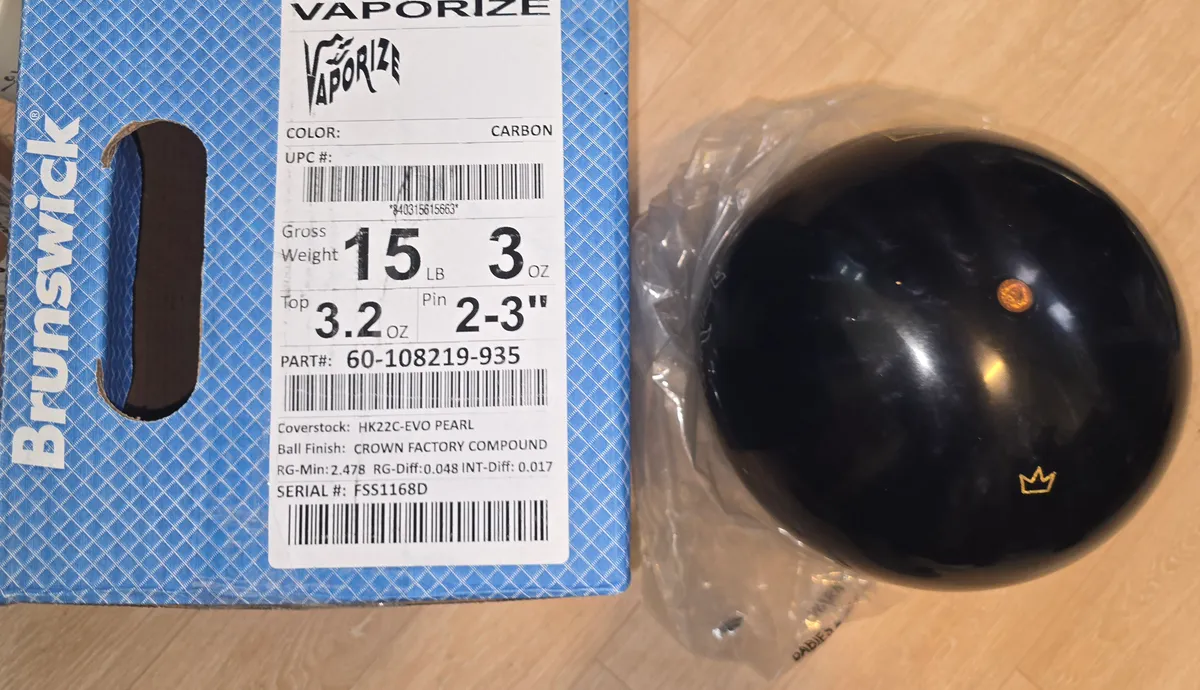 Brunswick®
VAPORIZE
VAPORIZE
COLOR: CARBON
UPC #:
*840315615663*
Gross Weight 15 LB 3 OZ
Top 3.2 OZ Pin 2-3"
PART#: 60-108219-935
Coverstock: HK22C-EVO PEARL
Ball Finish: CROWN FACTORY COMPOUND
RG-Min: 2.478 RG-Diff: 0.048 INT-Diff: 0.017
SERIAL #: FSS1168D
BABIES